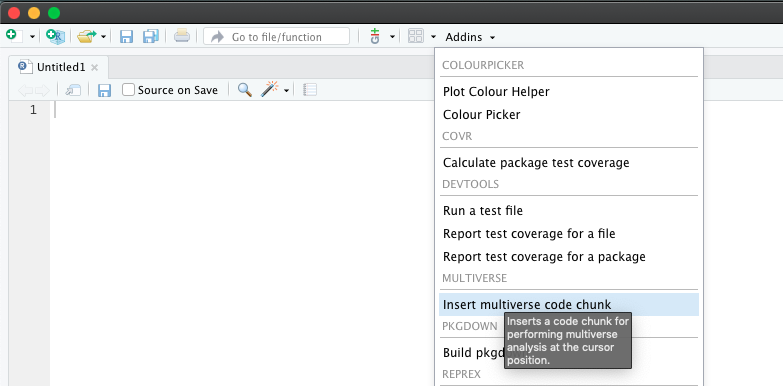 Go to file/function
Addins
Untitled1
Source on Save
1
COLOURPICKER
Plot Colour Helper
Colour Picker
COVR
Calculate package test coverage
DEVTOOLS
Run a test file
Report test coverage for a file
Report test coverage for a package
MULTIVERSE
Insert multiverse code chunk
PKGDOWN
Inserts a code chunk for
performing multiverse
analysis at the cursor
position.
Build pkgd
REPREX